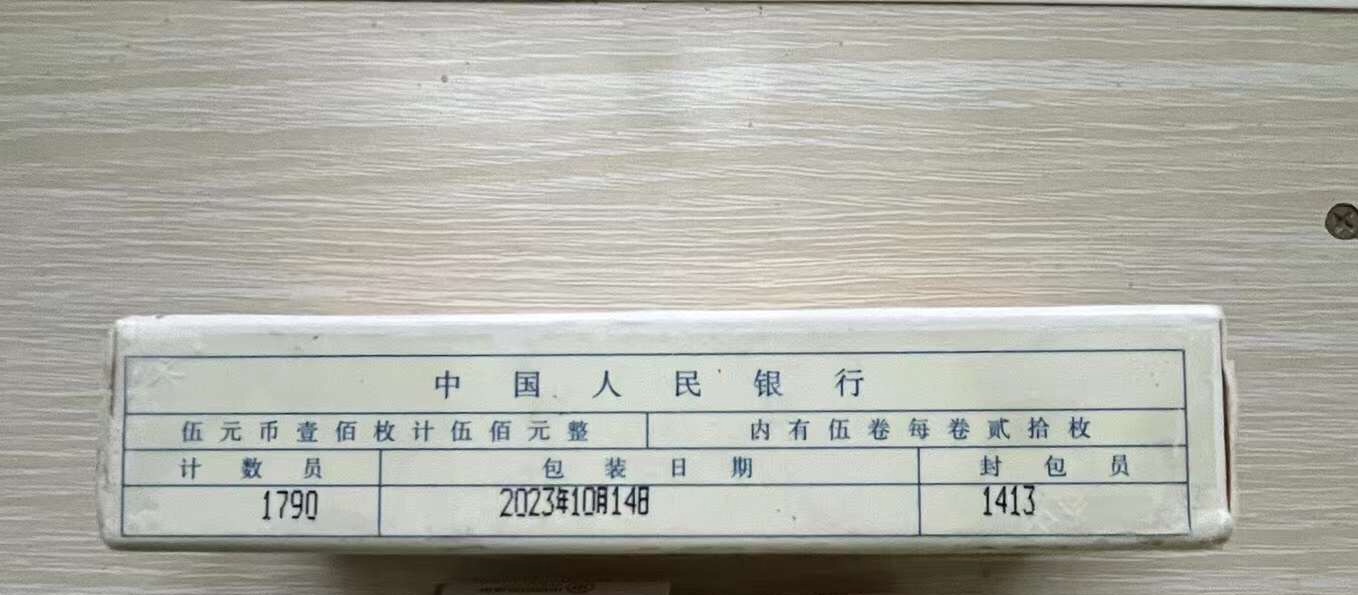 中国人民银行
伍元币壹佰枚计伍佰元整 内有伍卷每卷贰拾枚
计数员 包装日期 封包员
1790 2023年10月14日 1413